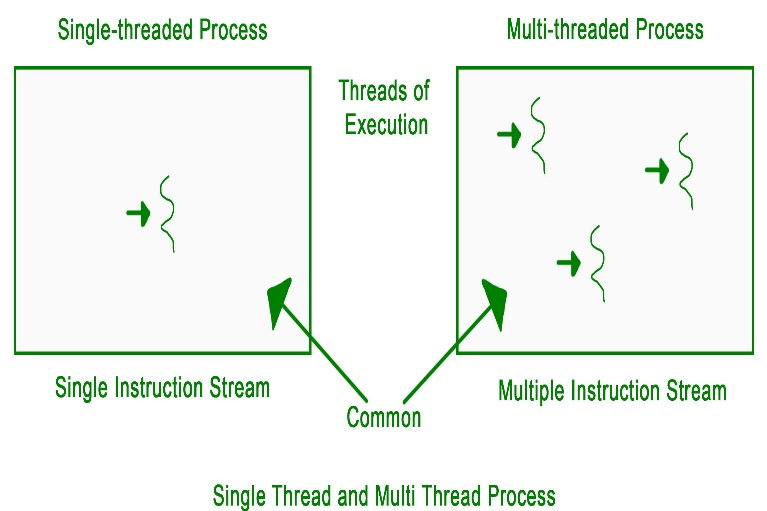 Single-threaded Process
Multi-threaded Process
Threads of
Execution
Single Instruction Stream
Multiple Instruction Stream
Common
Single Thread and Multi Thread Process